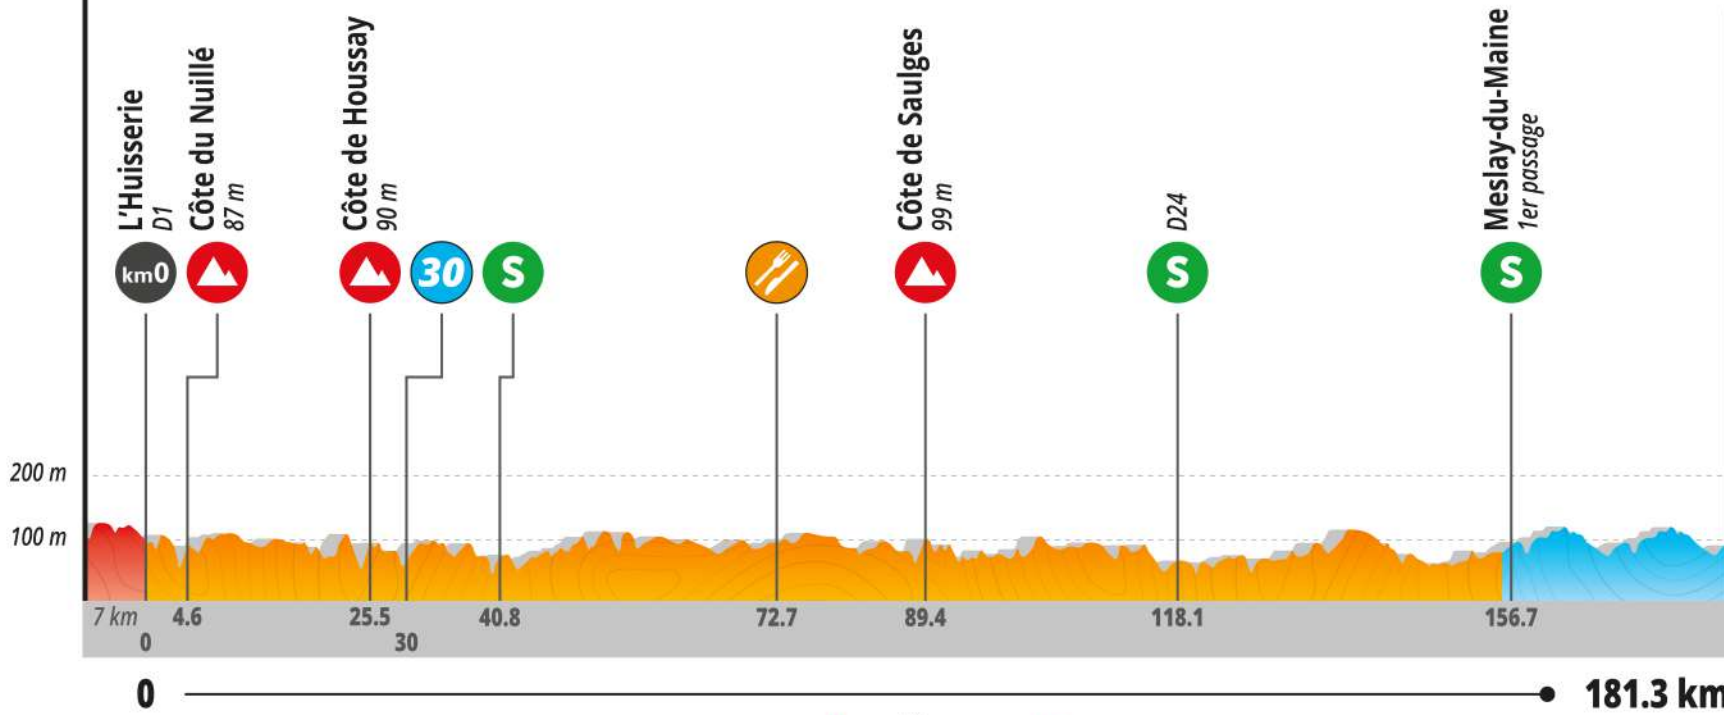 L'Huisserie
D1
Côte du Nuillé
87 m
Côte de Houssay
90 m
Côte de Saulges
99 m
D24
Meslay-du-Maine
1er passage
km0
30
S
S
S
200 m
100 m
7 km
4.6
25.5
40.8
72.7
89.4
118.1
156.7
0
30
0
181.3 km